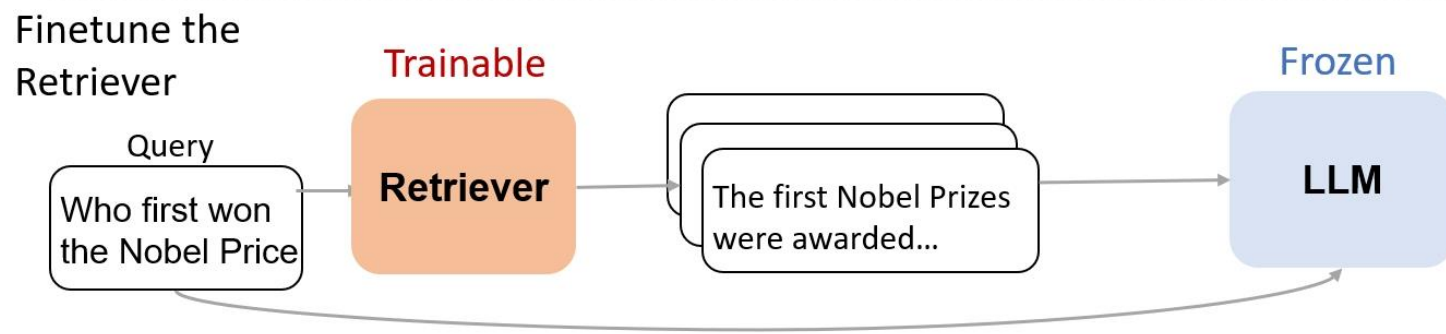 Finetune the
Retriever
Trainable
Frozen
Query
Who first won
the Nobel Price
Retriever
The first Nobel Prizes
were awarded...
LLM